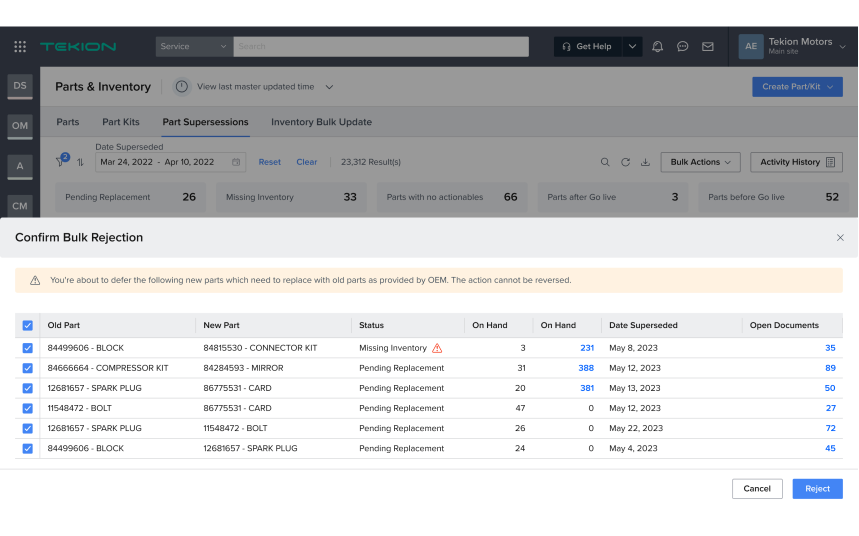 TEKION Service Search Get Help AE Tekion Motors
Main site
DS Parts & Inventory View last master updated time Create Part/Kit
OM Parts Part Kits Part Supersessions Inventory Bulk Update
Date Superseded
A 2 Mar 24, 2022 - Apr 10, 2022 Reset Clear 23,312 Result(s) Bulk Actions Activity History
CM Pending Replacement 26 Missing Inventory 33 Parts with no actionables 66 Parts after Go live 3 Parts before Go live 52
Confirm Bulk Rejection
You're about to defer the following new parts which need to replace with old parts as provided by OEM. The action cannot be reversed.
Old Part New Part Status On Hand On Hand Date Superseded Open Documents
84499606 - BLOCK 84815530 - CONNECTOR KIT Missing Inventory 3 231 May 8, 2023 35
84666664 - COMPRESSOR KIT 84284593 - MIRROR Pending Replacement 31 388 May 12, 2023 89
12681657 - SPARK PLUG 86775531 - CARD Pending Replacement 20 381 May 13, 2023 50
11548472 - BOLT 86775531 - CARD Pending Replacement 47 0 May 12, 2023 27
12681657 - SPARK PLUG 11548472 - BOLT Pending Replacement 26 0 May 22, 2023 72
84499606 - BLOCK 12681657 - SPARK PLUG Pending Replacement 24 0 May 4, 2023 45
Cancel Reject